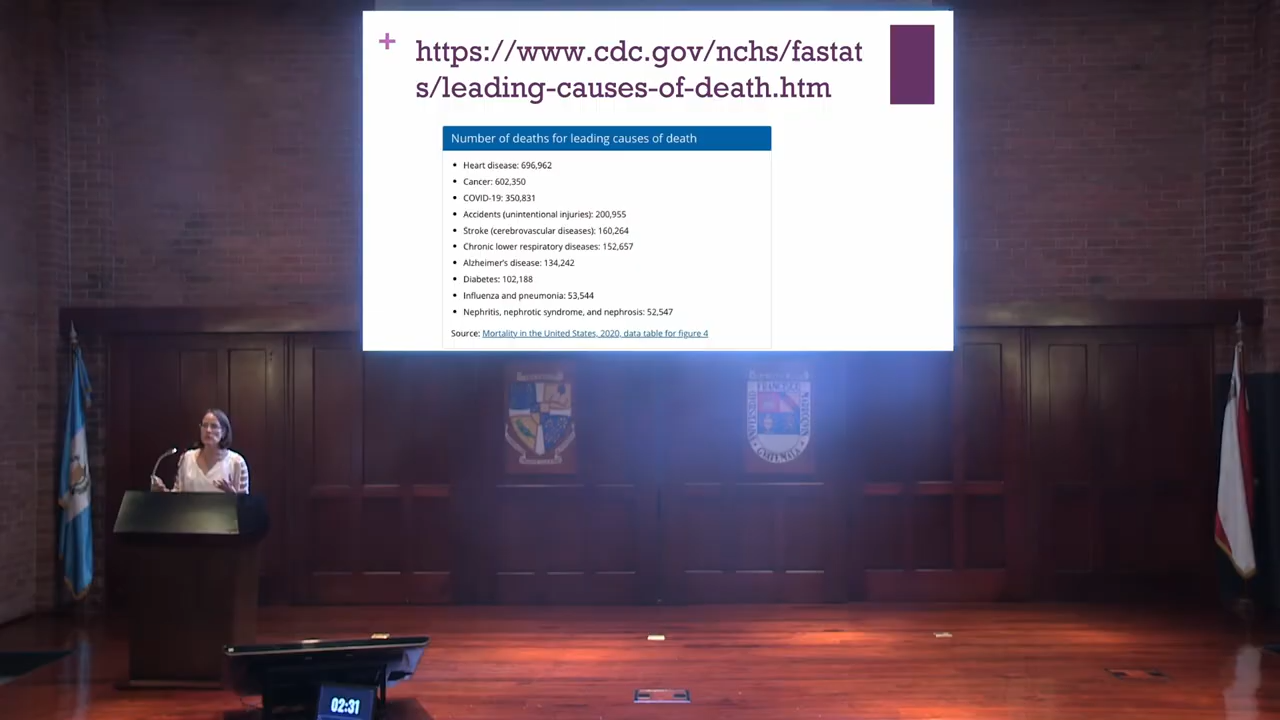 + https://www.cdc.gov/nchs/fastat
s/leading-causes-of-death.htm
Number of deaths for leading causes of death
• Heart disease: 696,962
• Cancer: 602,350
• COVID-19: 350,831
• Accidents (unintentional injuries): 200,955
• Stroke (cerebrovascular diseases): 160,264
• Chronic lower respiratory diseases: 152,657
• Alzheimer's disease: 134,242
• Diabetes: 102,188
• Influenza and pneumonia: 53,544
• Nephritis, nephrotic syndrome, and nephrosis: 52,547
Source: Mortality in the United States, 2020, data table for figure 4
FRANCISCO
MARROQUIN
GUATEMALA
02:31